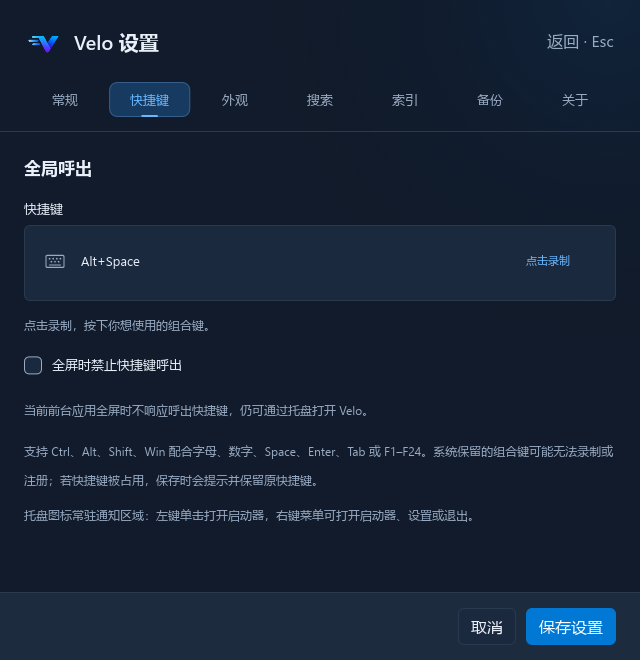 Velo 设置
返回 · Esc
常规
快捷键
外观
搜索
索引
备份
关于
全局呼出
快捷键
Alt+Space
点击录制
点击录制，按下你想使用的组合键。
全屏时禁止快捷键呼出
当前前台应用全屏时不响应呼出快捷键，仍可通过托盘打开 Velo。
支持 Ctrl、Alt、Shift、Win 配合字母、数字、Space、Enter、Tab 或 F1–F24。系统保留的组合键可能无法录制或
注册；若快捷键被占用，保存时会提示并保留原快捷键。
托盘图标常驻通知区域：左键单击打开启动器，右键菜单可打开启动器、设置或退出。
取消
保存设置